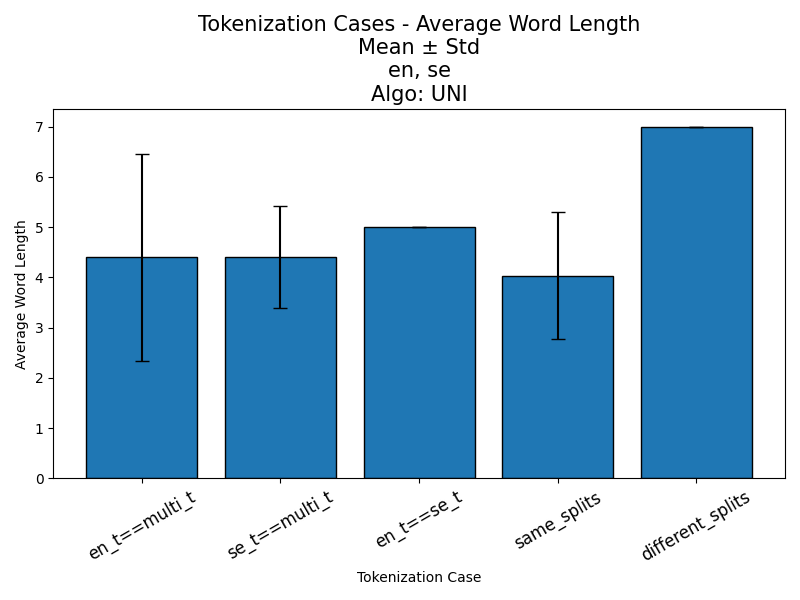 Tokenization Cases - Average Word Length
Mean ± Std
en, se
Algo: UNI
7
6
5
4
3
2
1
0
Average Word Length
en_t==multi_t
se_t==multi_t
en_t==se_t
same_splits
different_splits
Tokenization Case